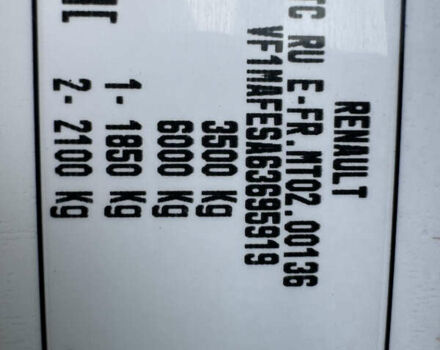 RENAULT
TC RU E-FR.MT02.00136
VF1MAFESA63695919
3500 Kg
6000 Kg
1- 1850 Kg
2- 2100 Kg